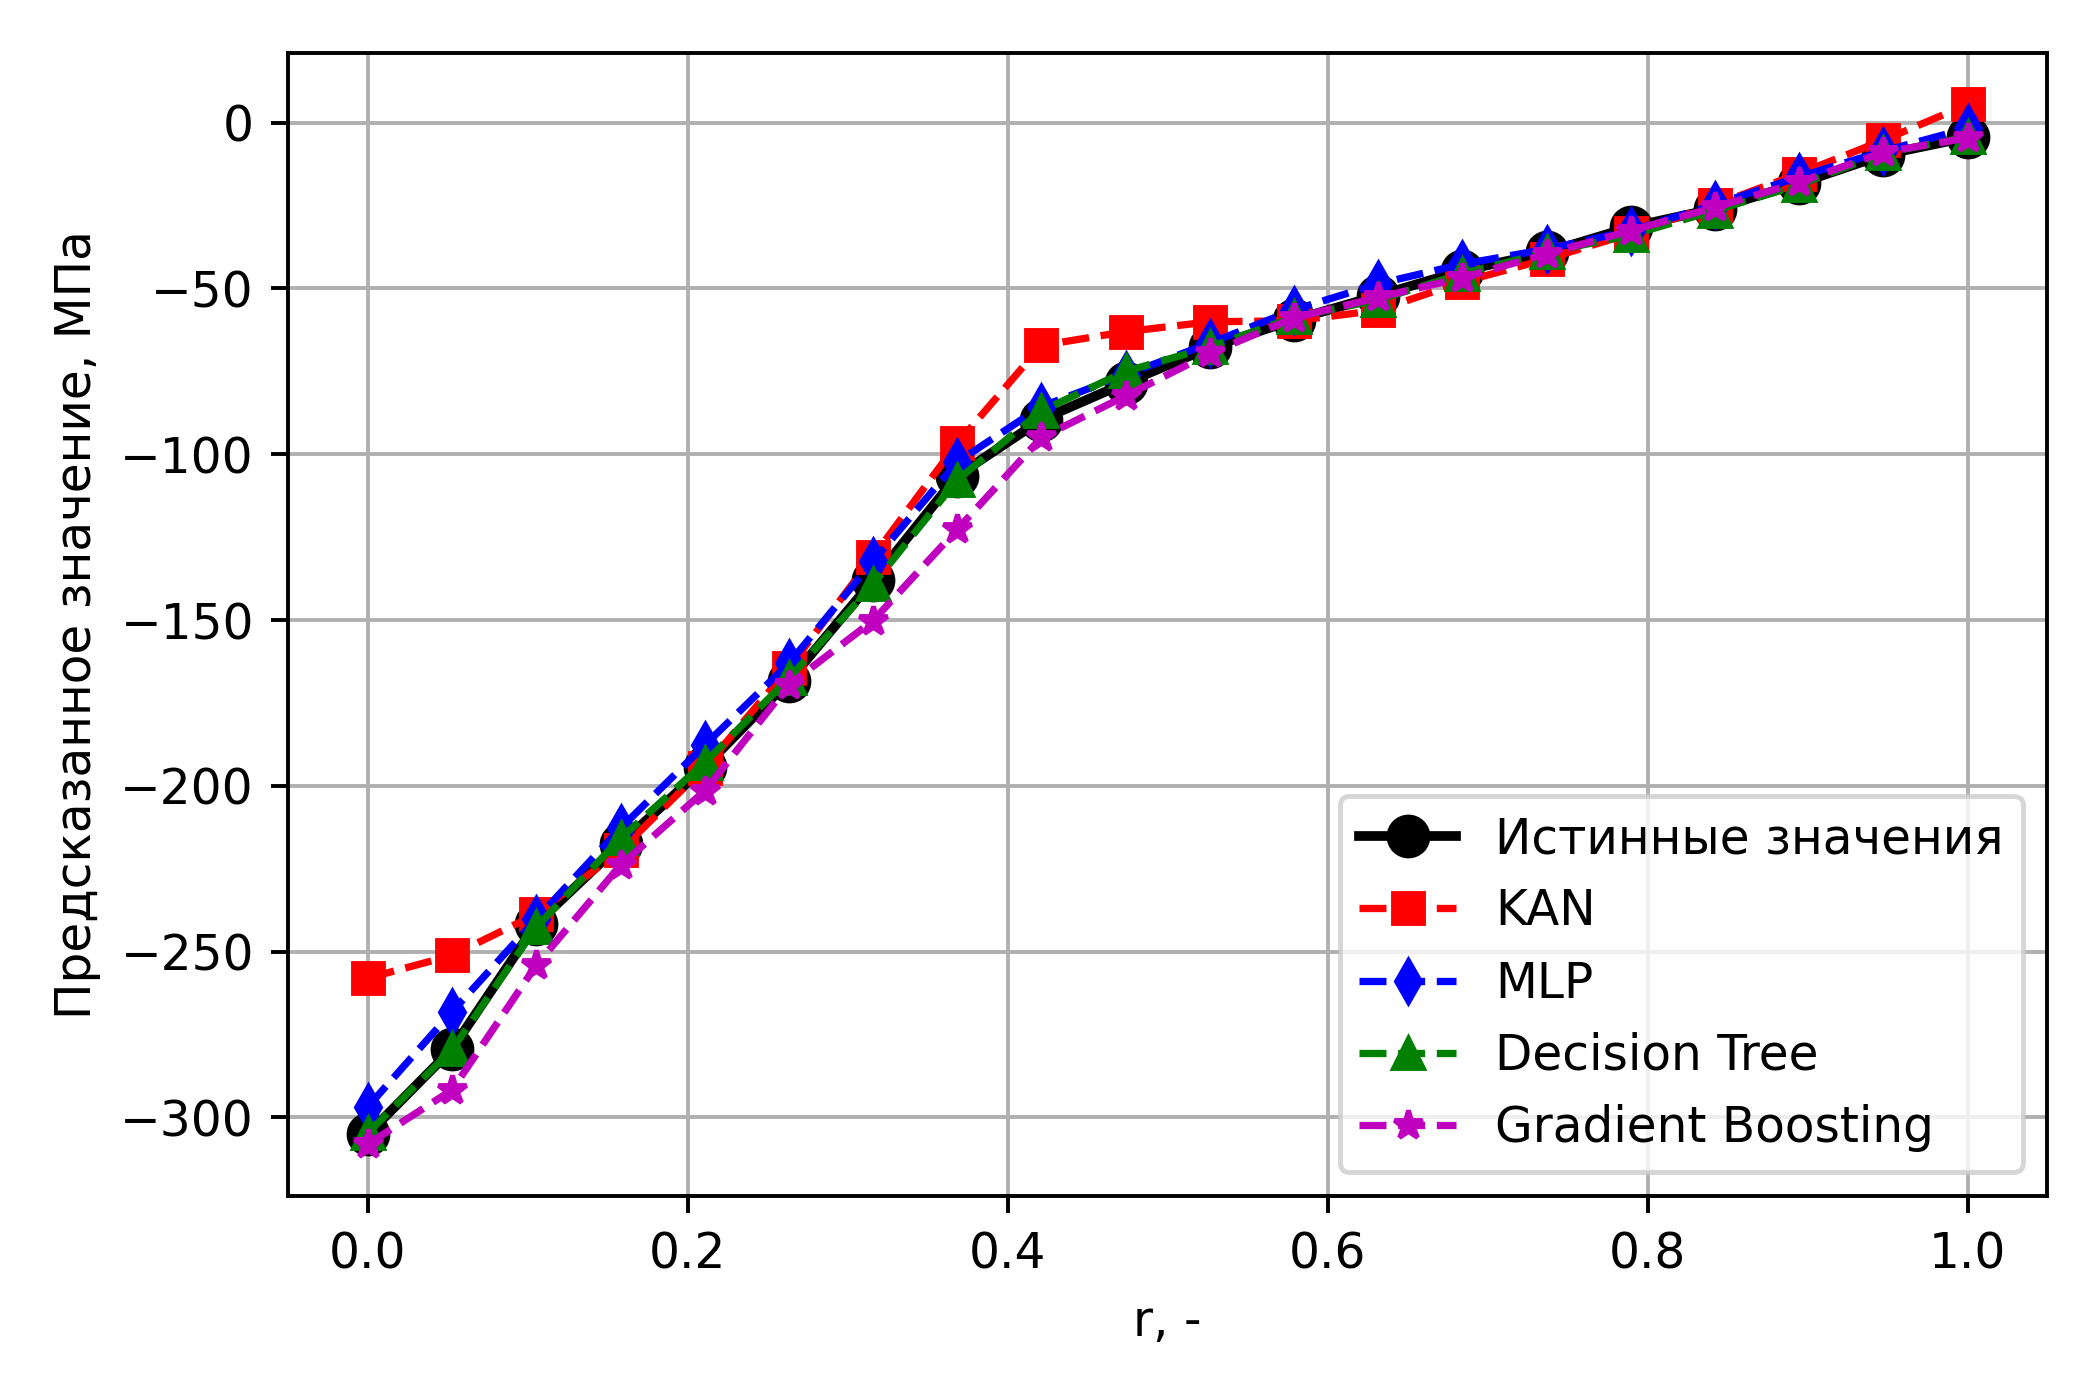 Предсказанное значение, МПа
0
−50
−100
−150
−200
−250
−300
0.0
0.2
0.4
0.6
0.8
1.0
r, -
Истинные значения
KAN
MLP
Decision Tree
Gradient Boosting